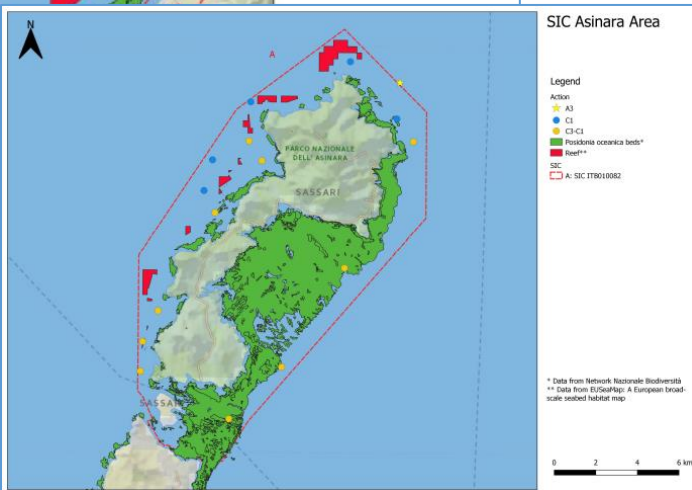 SIC Asinara Area
N
A
PARCO NAZIONALE
DELL' ASINARA
SASSARI
SASSARI
Legend
Action
A3
C1
C3-C1
Posidonia oceanica beds*
Reef**
SIC
A: SIC ITB010082
* Data from Network Nazionale Biodiversità
** Data from EUSeaMap: A European broad-
scale seabed habitat map
0 2 4 6 km